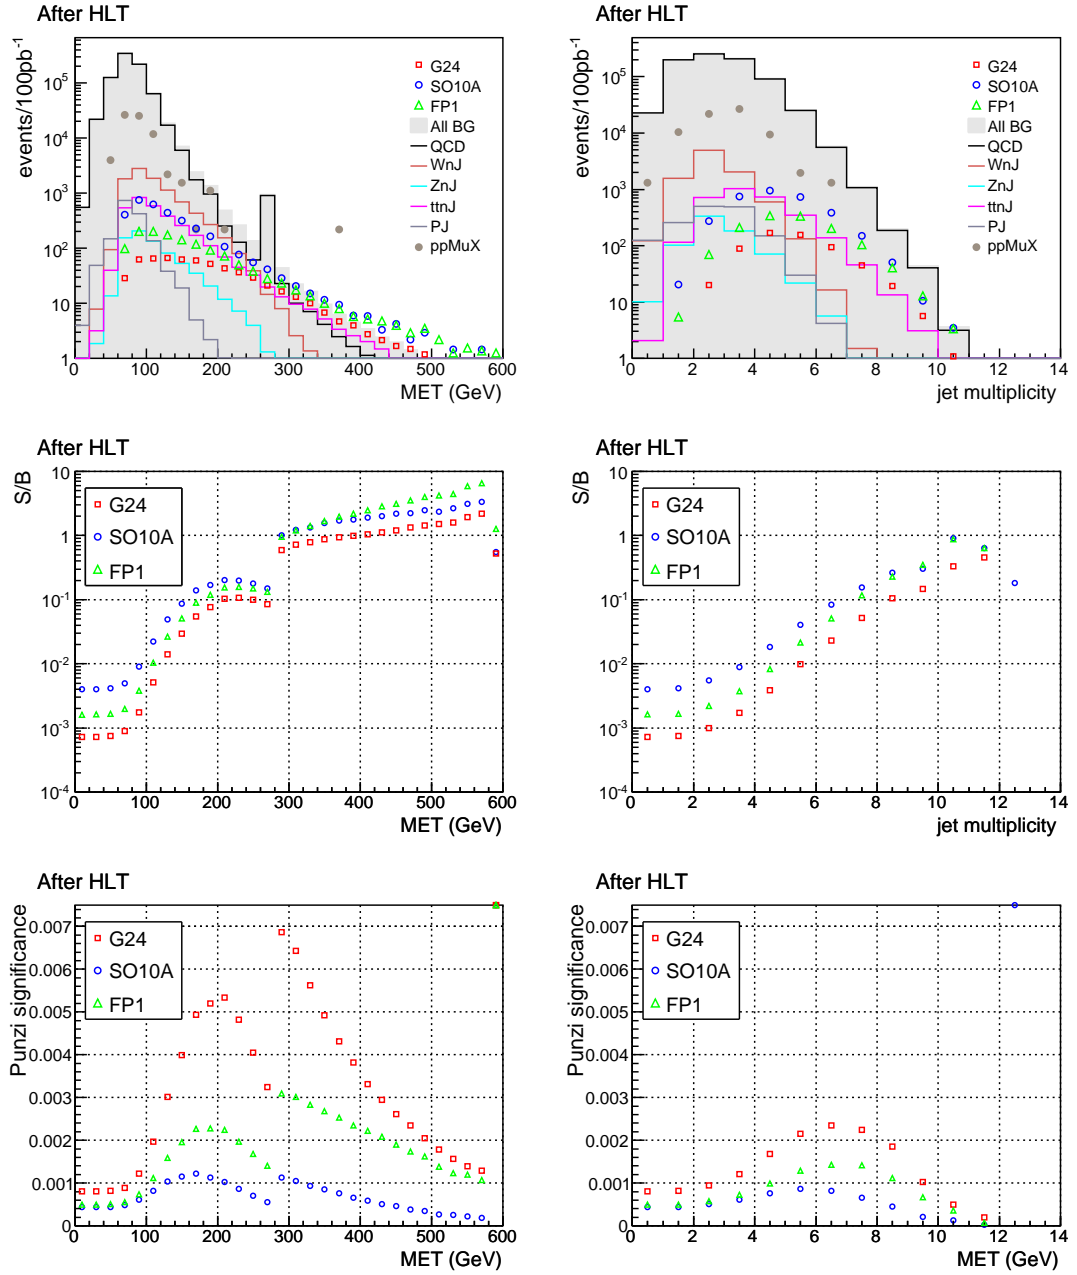 After HLT
events/100pb-1
10^5
10^4
10^3
10^2
10
1
G24
SO10A
FP1
All BG
QCD
WnJ
ZnJ
ttnJ
PJ
ppMuX
0 100 200 300 400 500 600
MET (GeV)
After HLT
events/100pb-1
10^5
10^4
10^3
10^2
10
1
G24
SO10A
FP1
All BG
QCD
WnJ
ZnJ
ttnJ
PJ
ppMuX
0 2 4 6 8 10 12 14
jet multiplicity
After HLT
S/B
10
1
10^-1
10^-2
10^-3
10^-4
G24
SO10A
FP1
0 100 200 300 400 500 600
MET (GeV)
After HLT
S/B
10
1
10^-1
10^-2
10^-3
10^-4
G24
SO10A
FP1
0 2 4 6 8 10 12 14
jet multiplicity
After HLT
Punzi significance
0.007
0.006
0.005
0.004
0.003
0.002
0.001
0
G24
SO10A
FP1
0 100 200 300 400 500 600
MET (GeV)
After HLT
Punzi significance
0.007
0.006
0.005
0.004
0.003
0.002
0.001
0
G24
SO10A
FP1
0 2 4 6 8 10 12 14
MET (GeV)